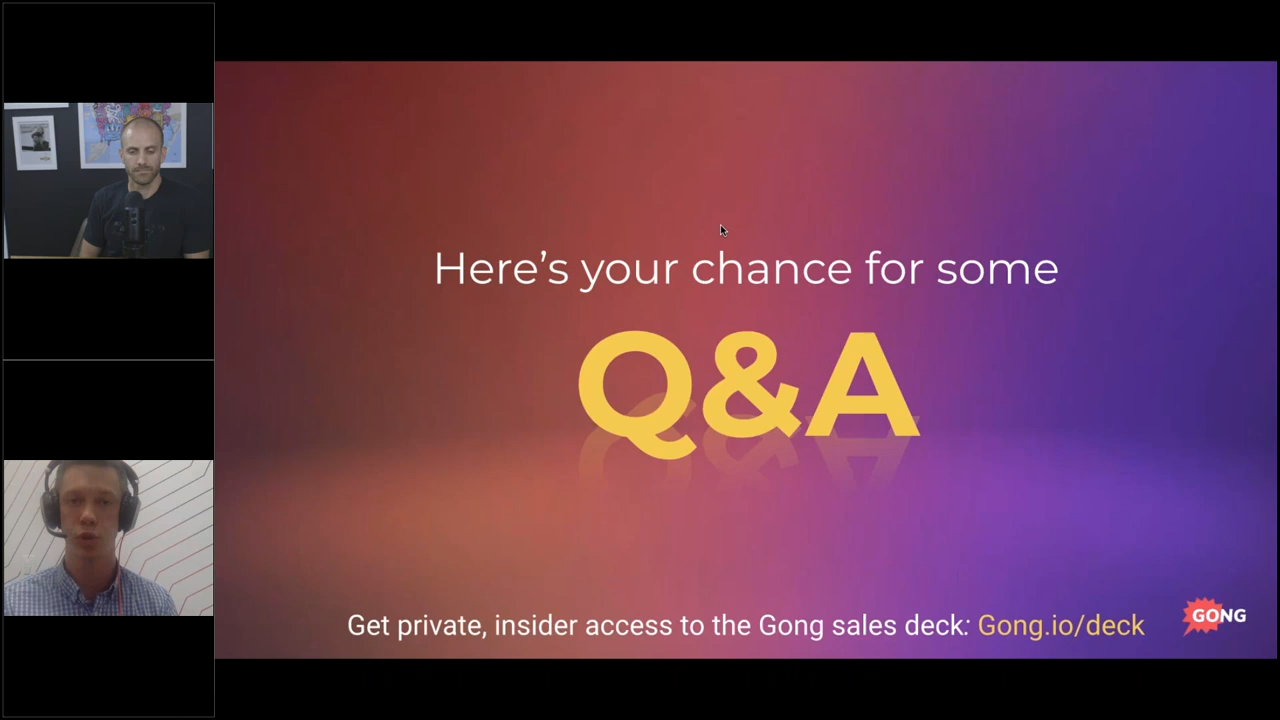 Here's your chance for some
Q&A
Get private, insider access to the Gong sales deck: Gong.io/deck
GONG